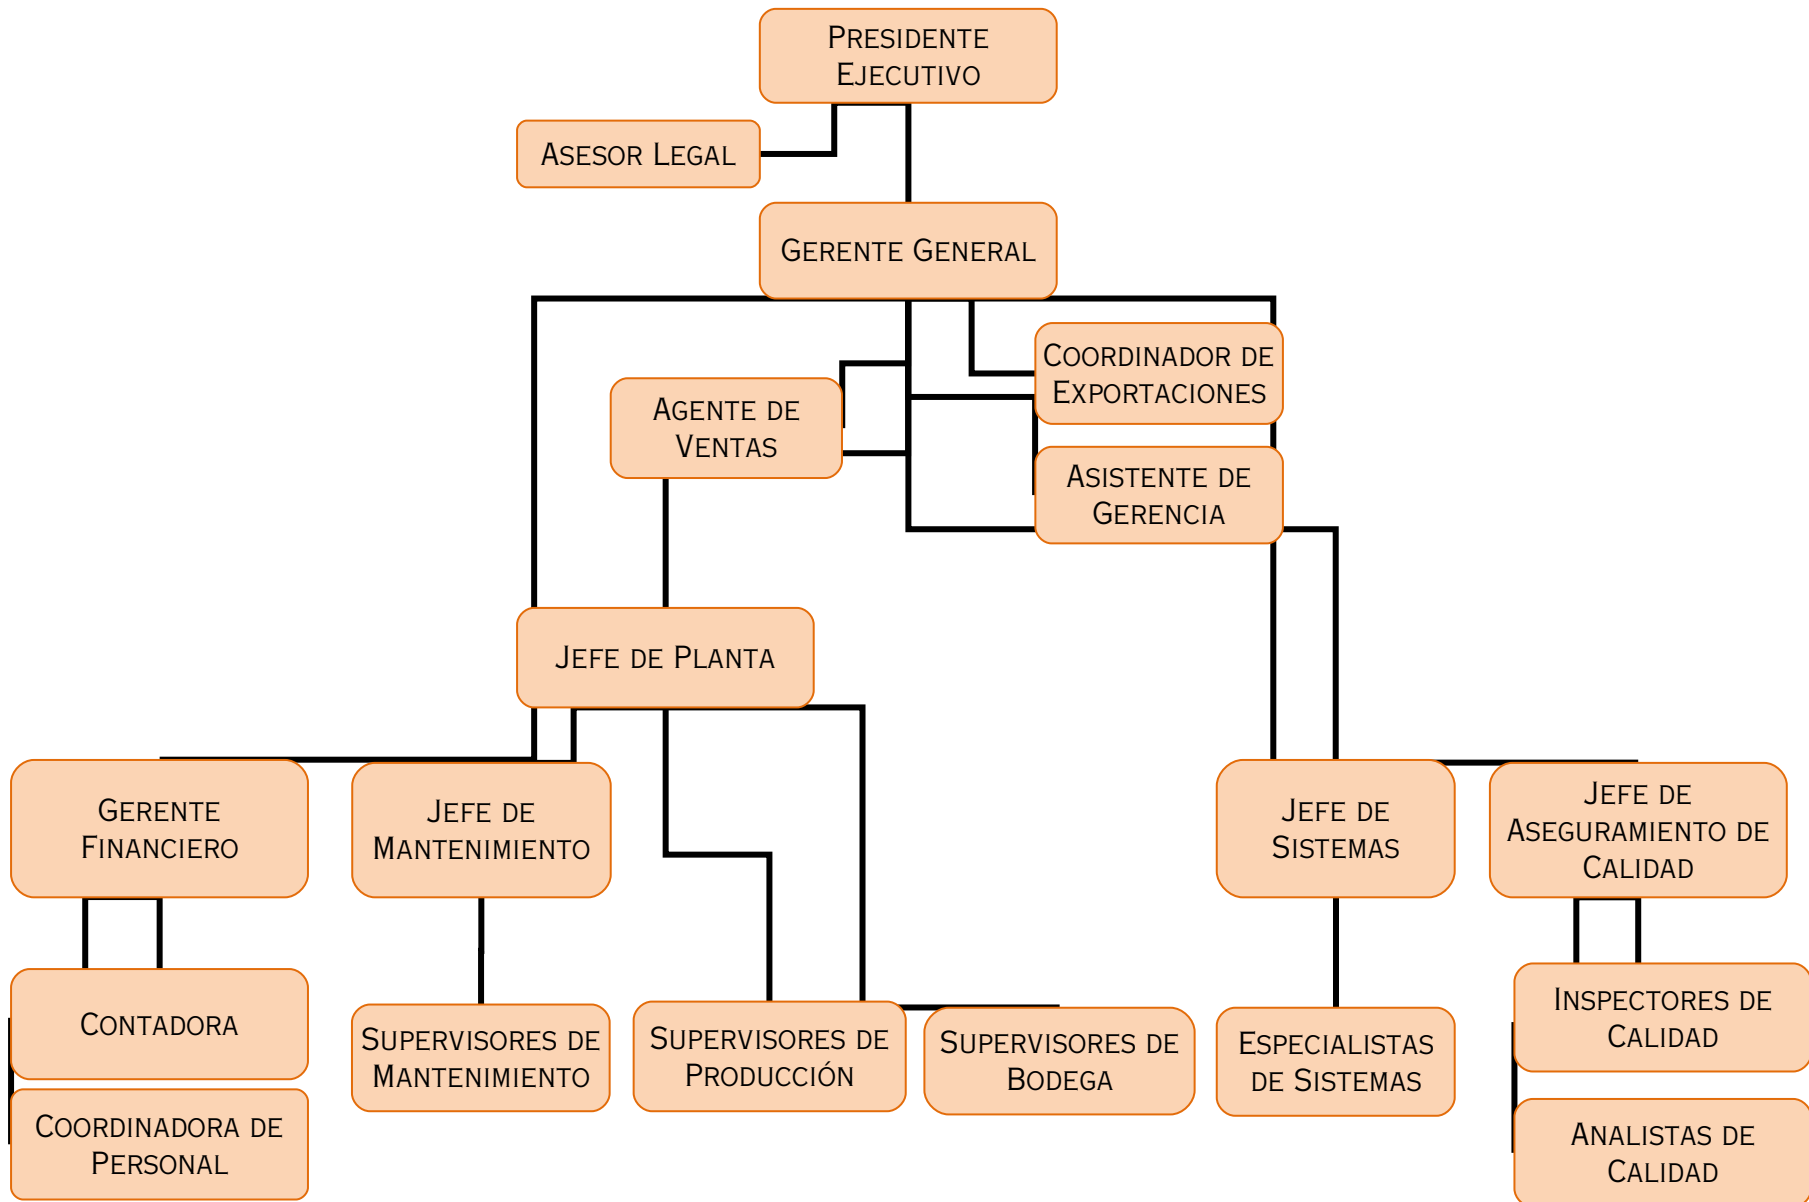 PRESIDENTE
EJECUTIVO
ASESOR LEGAL
GERENTE GENERAL
COORDINADOR DE
EXPORTACIONES
AGENTE DE
VENTAS
ASISTENTE DE
GERENCIA
JEFE DE PLANTA
GERENTE
FINANCIERO
JEFE DE
MANTENIMIENTO
JEFE DE
SISTEMAS
JEFE DE
ASEGURAMIENTO DE
CALIDAD
CONTADORA
SUPERVISORES DE
MANTENIMIENTO
SUPERVISORES DE
PRODUCCIÓN
SUPERVISORES DE
BODEGA
ESPECIALISTAS
DE SISTEMAS
INSPECTORES DE
CALIDAD
COORDINADORA DE
PERSONAL
ANALISTAS DE
CALIDAD